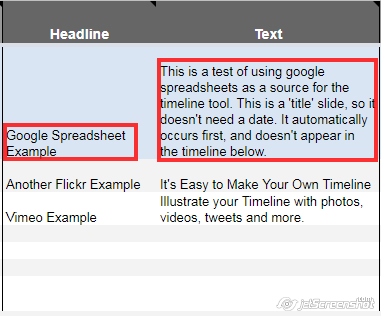 Headline Text
This is a test of using google
spreadsheets as a source for the
timeline tool. This is a 'title' slide, so it
doesn't need a date. It automatically
occurs first, and doesn't appear in
the timeline below.
Google Spreadsheet
Example
Another Flickr Example
It's Easy to Make Your Own Timeline
Vimeo Example
Illustrate your Timeline with photos,
videos, tweets and more.
jetScreenshot